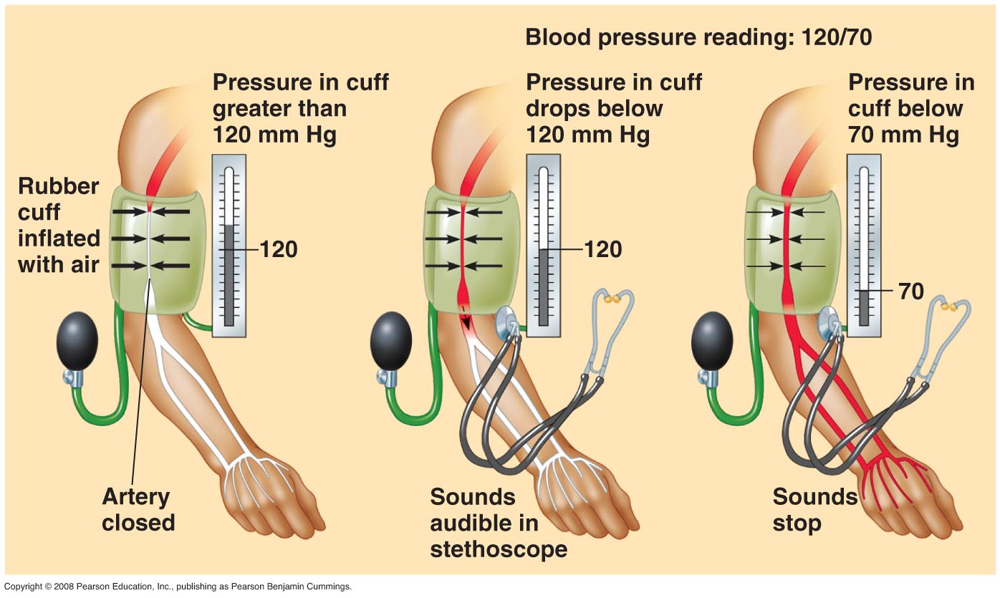 Blood pressure reading: 120/70
Pressure in cuff
greater than
120 mm Hg
Rubber
cuff
inflated
with air
120
Artery
closed
Pressure in cuff
drops below
120 mm Hg
120
Sounds
audible in
stethoscope
Pressure in
cuff below
70 mm Hg
70
Sounds
stop
Copyright © 2008 Pearson Education, Inc., publishing as Pearson Benjamin Cummings.